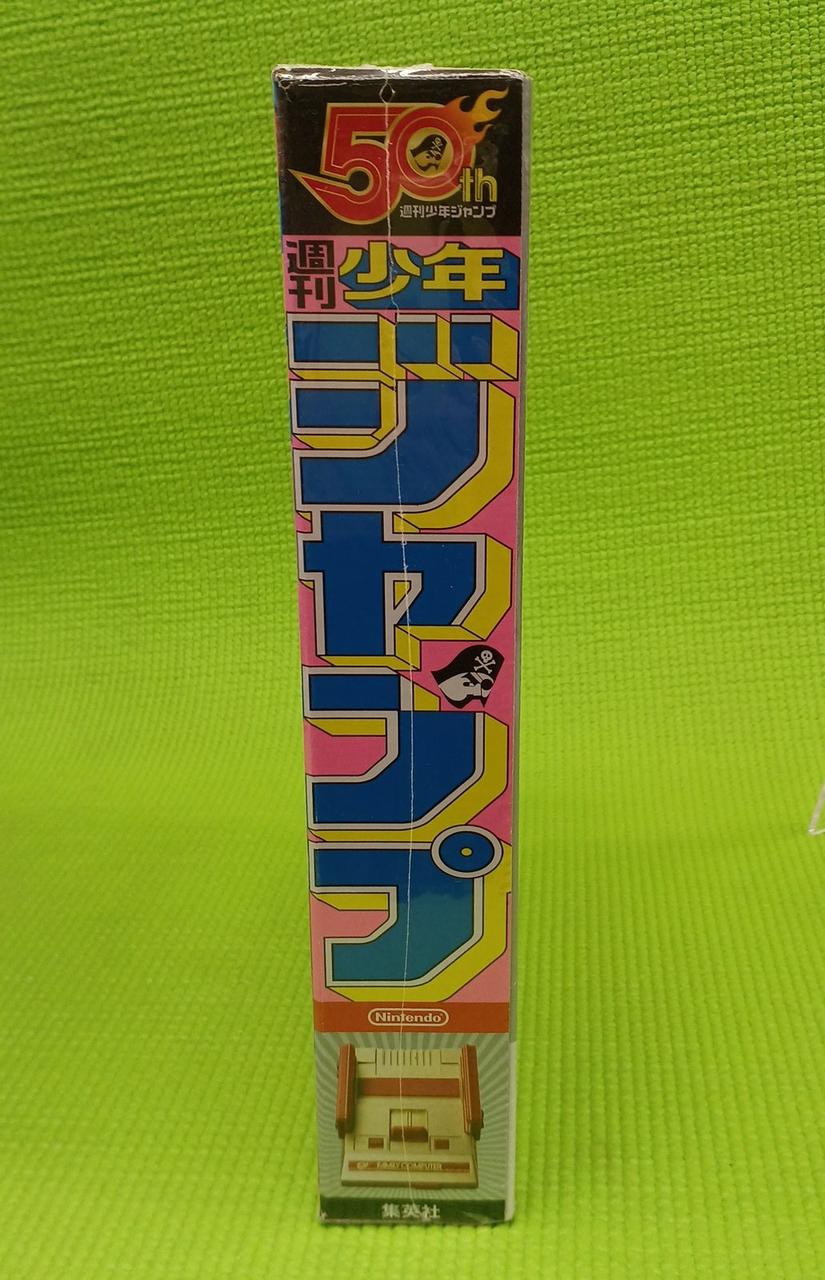 50th
週刊少年ジャンプ
週刊少年
ジャンプ
Nintendo
FAMILY COMPUTER
集英社